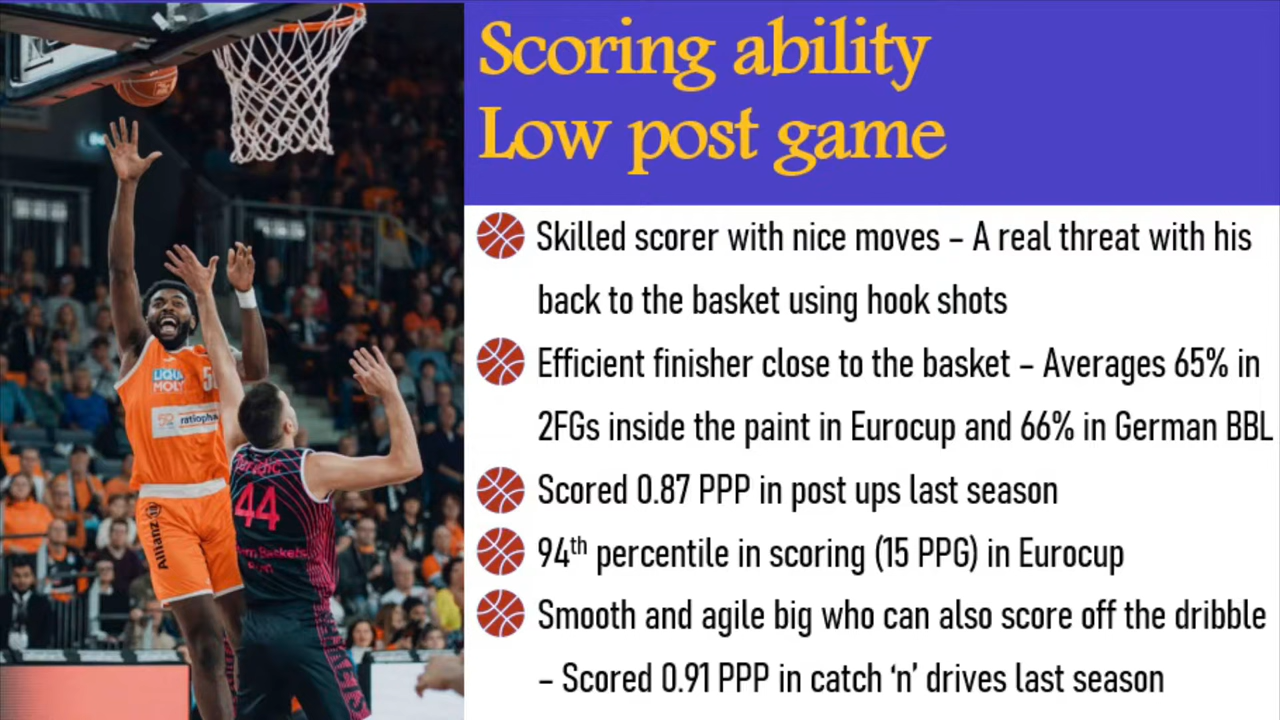 Scoring ability
Low post game
Skilled scorer with nice moves – A real threat with his
back to the basket using hook shots
Efficient finisher close to the basket – Averages 65% in
2FGs inside the paint in Eurocup and 66% in German BBL
Scored 0.87 PPP in post ups last season
94th percentile in scoring (15 PPG) in Eurocup
Smooth and agile big who can also score off the dribble
– Scored 0.91 PPP in catch ‘n’ drives last season
LIQUI
MOLY
ratiopha
44